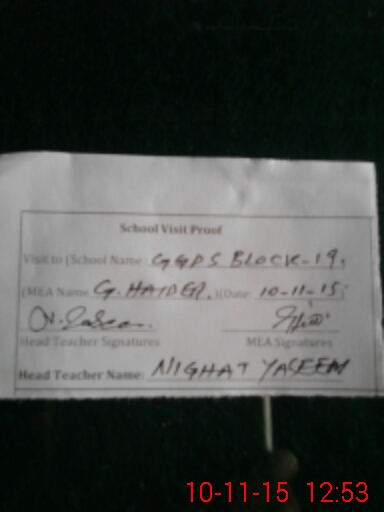 School Visit Proof
Visit to (School Name GGPS BLOCK-19.
(MEA Name G. HAIDER.)(Date: 10-11-15;
Head Teacher Signatures MEA Signatures
Head Teacher Name: NIGHAT YASEEM
10-11-15 12:53